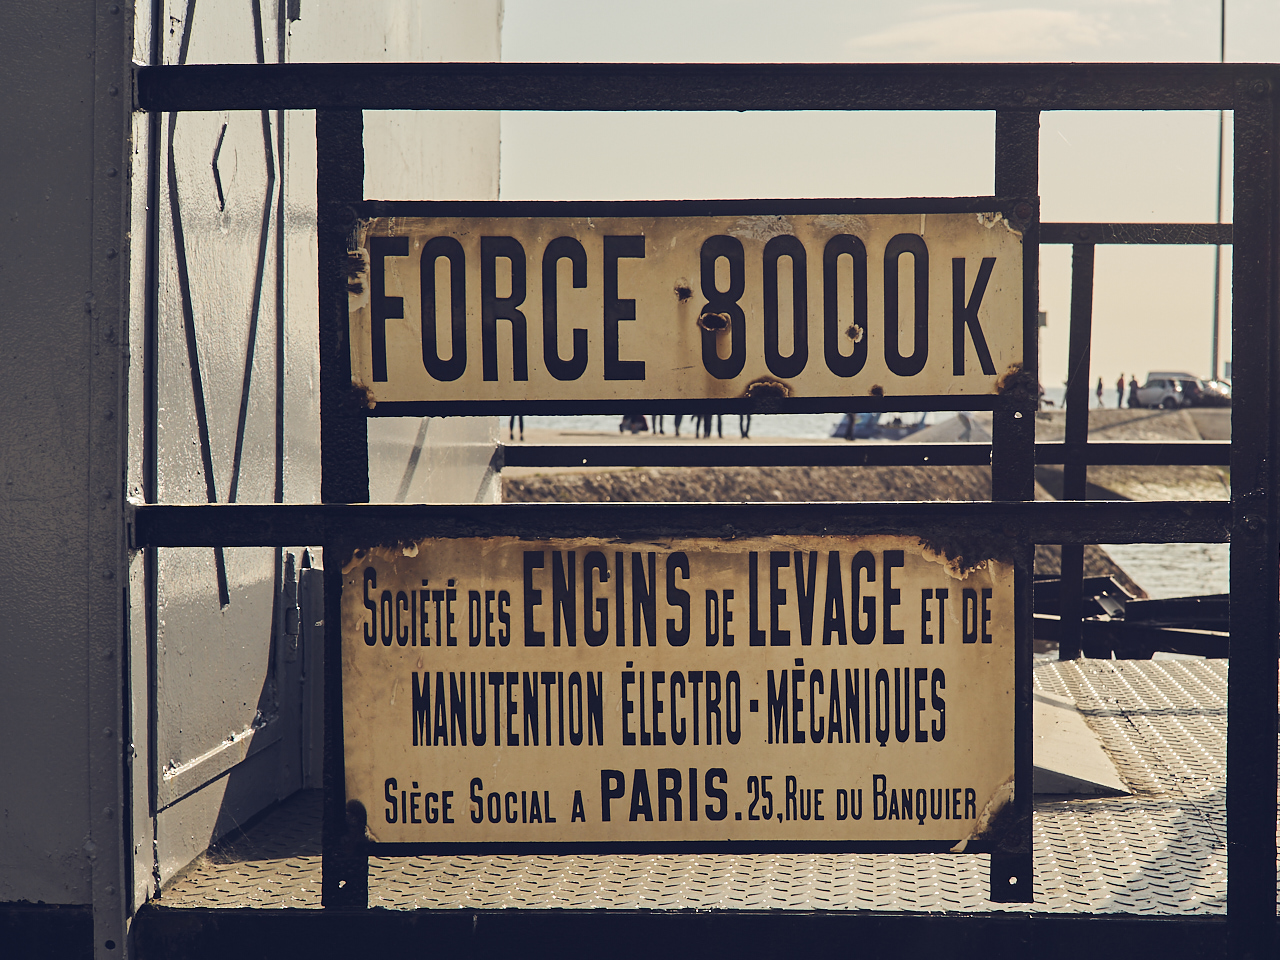 FORCE 8000K
SOCIÉTÉ DES ENGINS DE LEVAGE ET DE
MANUTENTION ÉLECTRO-MÉCANIQUES
SIÈGE SOCIAL A PARIS.25,RUE DU BANQUIER